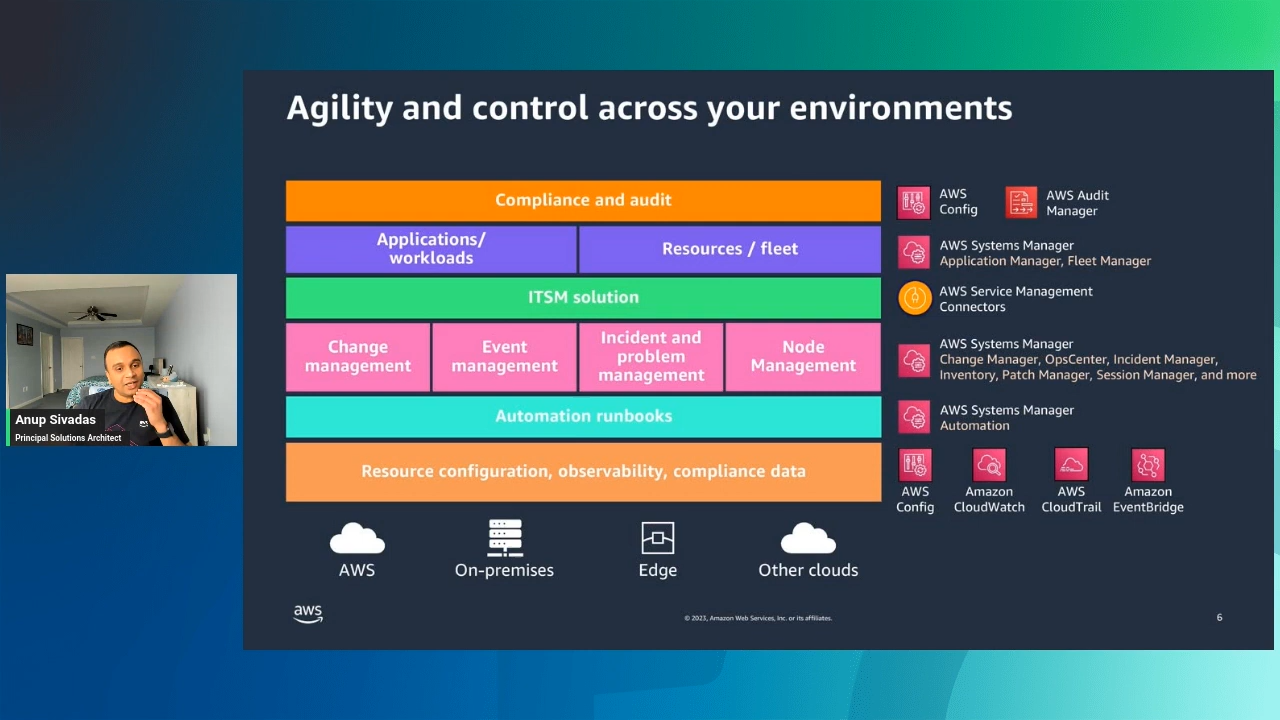 Agility and control across your environments
Compliance and audit
AWS
Config
AWS Audit
Manager
Applications/
workloads
Resources / fleet
AWS Systems Manager
Application Manager, Fleet Manager
ITSM solution
AWS Service Management
Connectors
Change
management
Event
management
Incident and
problem
management
Node
Management
AWS Systems Manager
Change Manager, OpsCenter, Incident Manager,
Inventory, Patch Manager, Session Manager, and more
Automation runbooks
AWS Systems Manager
Automation
Resource configuration, observability, compliance data
AWS
Config
Amazon
CloudWatch
AWS
CloudTrail
Amazon
EventBridge
AWS
On-premises
Edge
Other clouds
aws
© 2023, Amazon Web Services, Inc. or its affiliates.
6
Anup Sivadas
Principal Solutions Architect